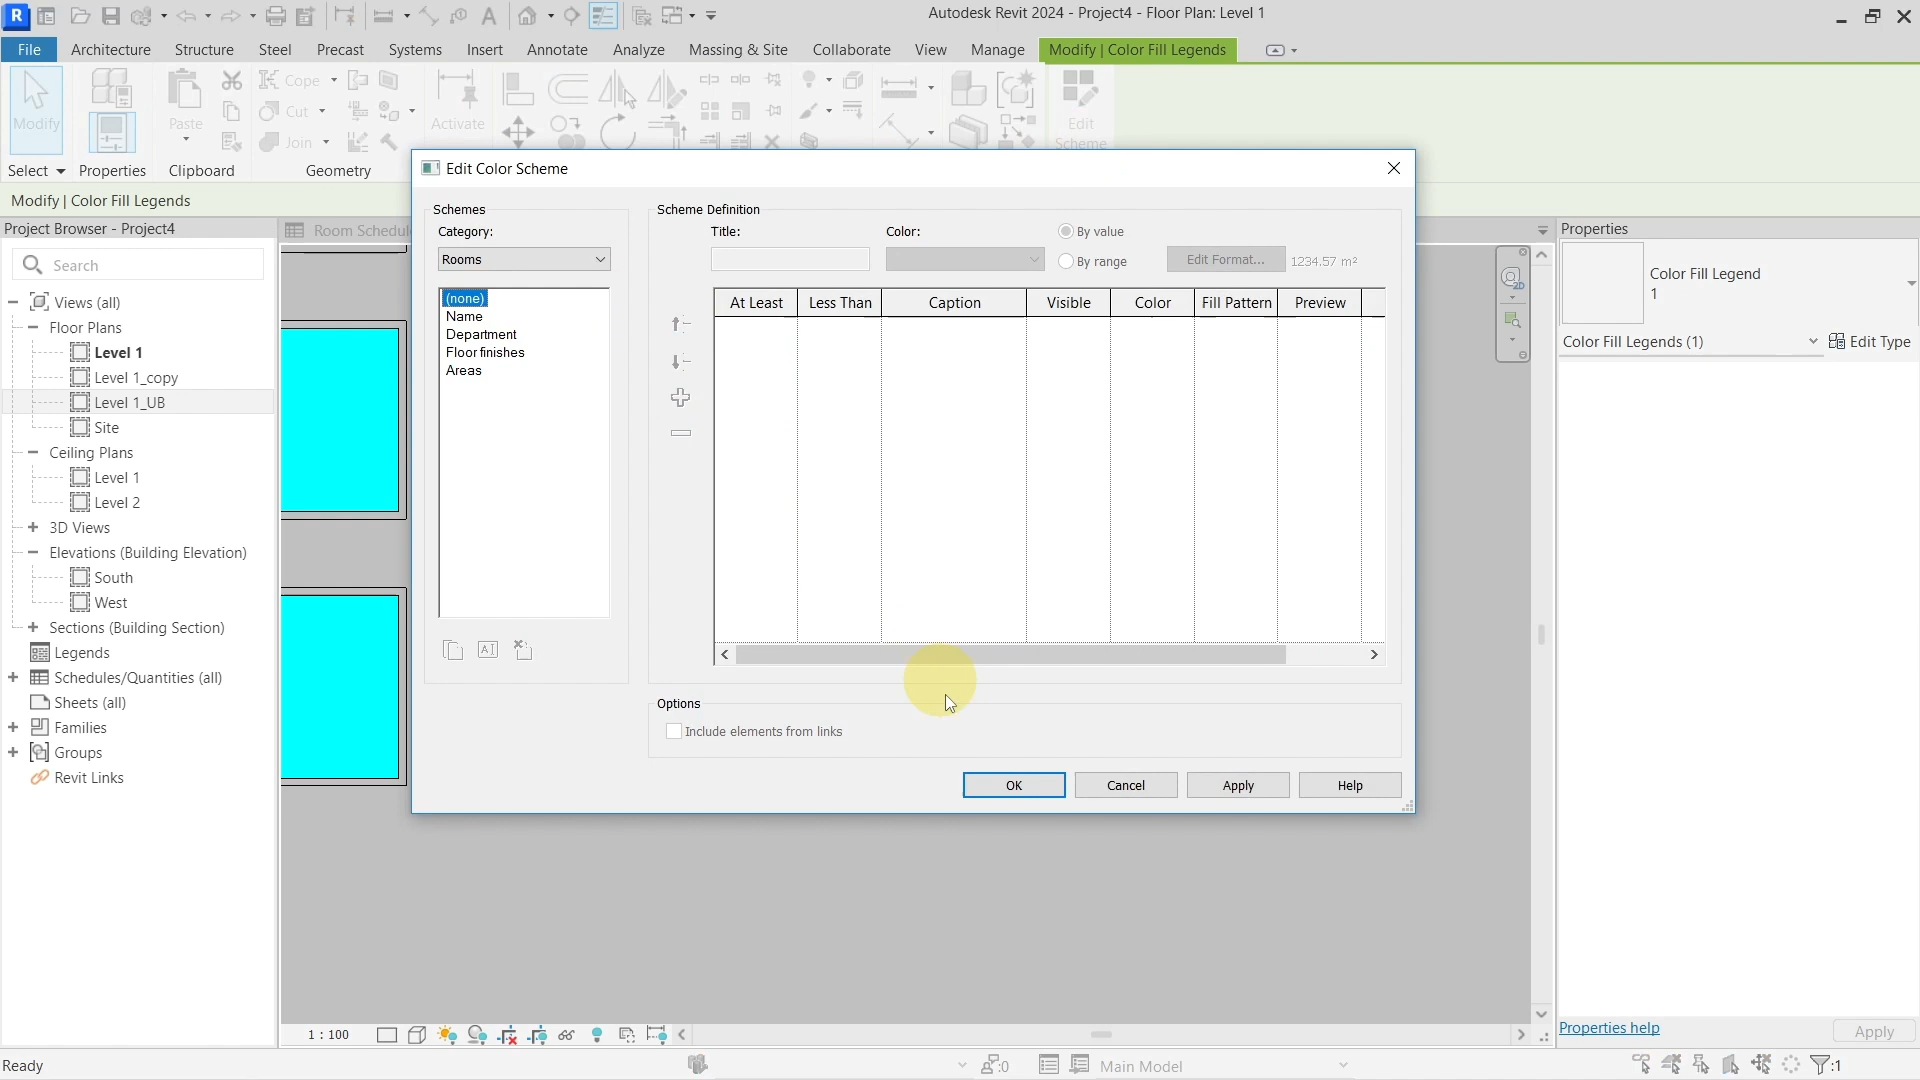 Autodesk Revit 2024 - Project4 - Floor Plan: Level 1
File
Architecture
Structure
Steel
Precast
Systems
Insert
Annotate
Analyze
Massing & Site
Collaborate
View
Manage
Modify | Color Fill Legends
Modify
Paste
Cope
Cut
Join
Activate
Edit
Scheme
Select
Properties
Clipboard
Geometry
Modify | Color Fill Legends
Project Browser - Project4
Search
Views (all)
Floor Plans
Level 1
Level 1_copy
Level 1_UB
Site
Ceiling Plans
Level 1
Level 2
3D Views
Elevations (Building Elevation)
South
West
Sections (Building Section)
Legends
Schedules/Quantities (all)
Sheets (all)
Families
Groups
Revit Links
Room Schedul
Edit Color Scheme
Schemes
Category:
Rooms
(none)
Name
Department
Floor finishes
Areas
Scheme Definition
Title:
Color:
By value
By range
Edit Format...
1234.57 m²
At Least
Less Than
Caption
Visible
Color
Fill Pattern
Preview
Options
Include elements from links
OK
Cancel
Apply
Help
Properties
Color Fill Legend
1
Color Fill Legends (1)
Edit Type
Properties help
Apply
1 : 100
Ready
:0
Main Model
:1